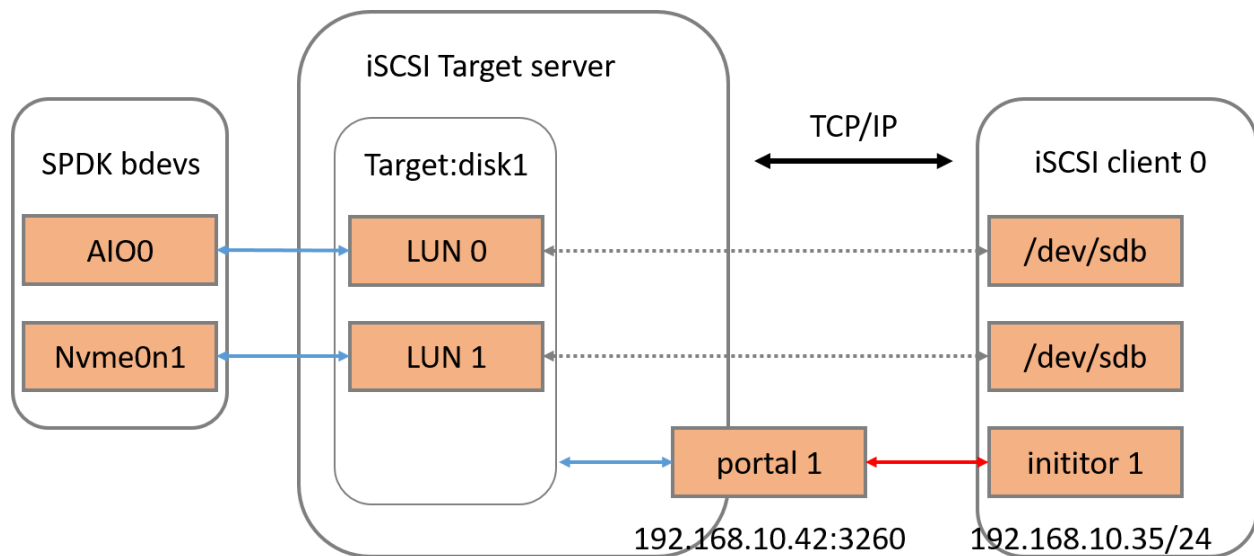 iSCSI Target server
TCP/IP
SPDK bdevs
Target:disk1
iSCSI client 0
AIO0
LUN 0
/dev/sdb
Nvme0n1
LUN 1
/dev/sdb
portal 1
inititor 1
192.168.10.42:3260
192.168.10.35/24